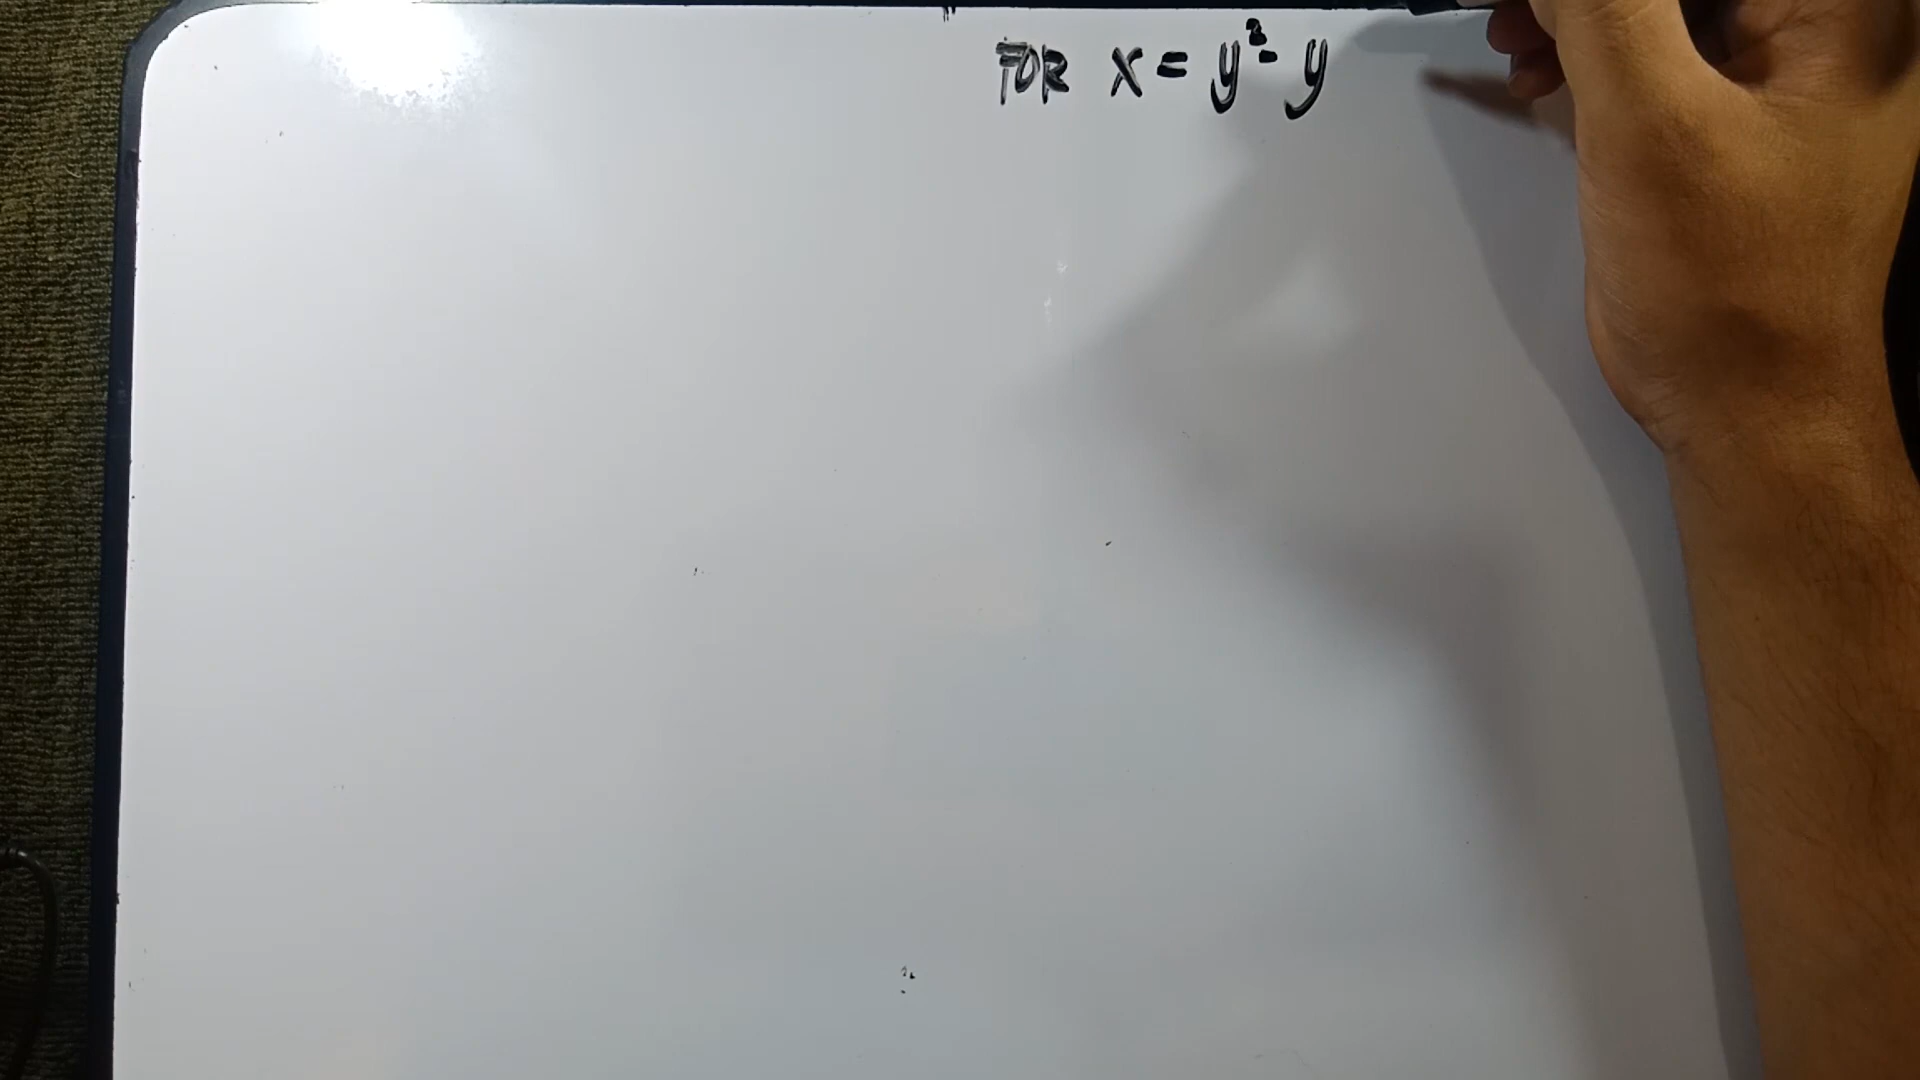 FOR x = y² - y